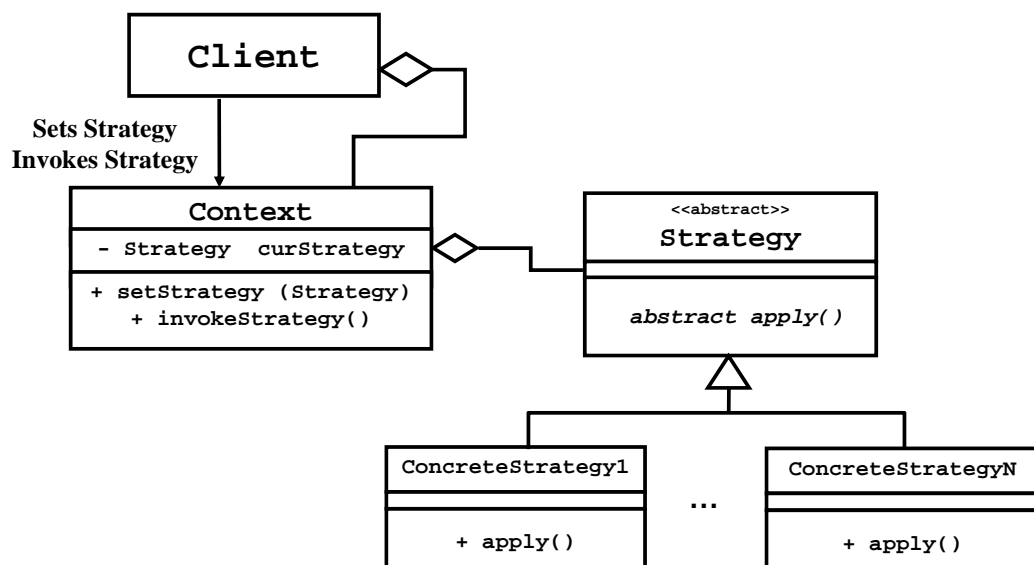 Client
Sets Strategy
Invokes Strategy
Context
- Strategy curStrategy
+ setStrategy (Strategy)
+ invokeStrategy()
<<abstract>>
Strategy
abstract apply()
ConcreteStrategy1
+ apply()
...
ConcreteStrategyN
+ apply()